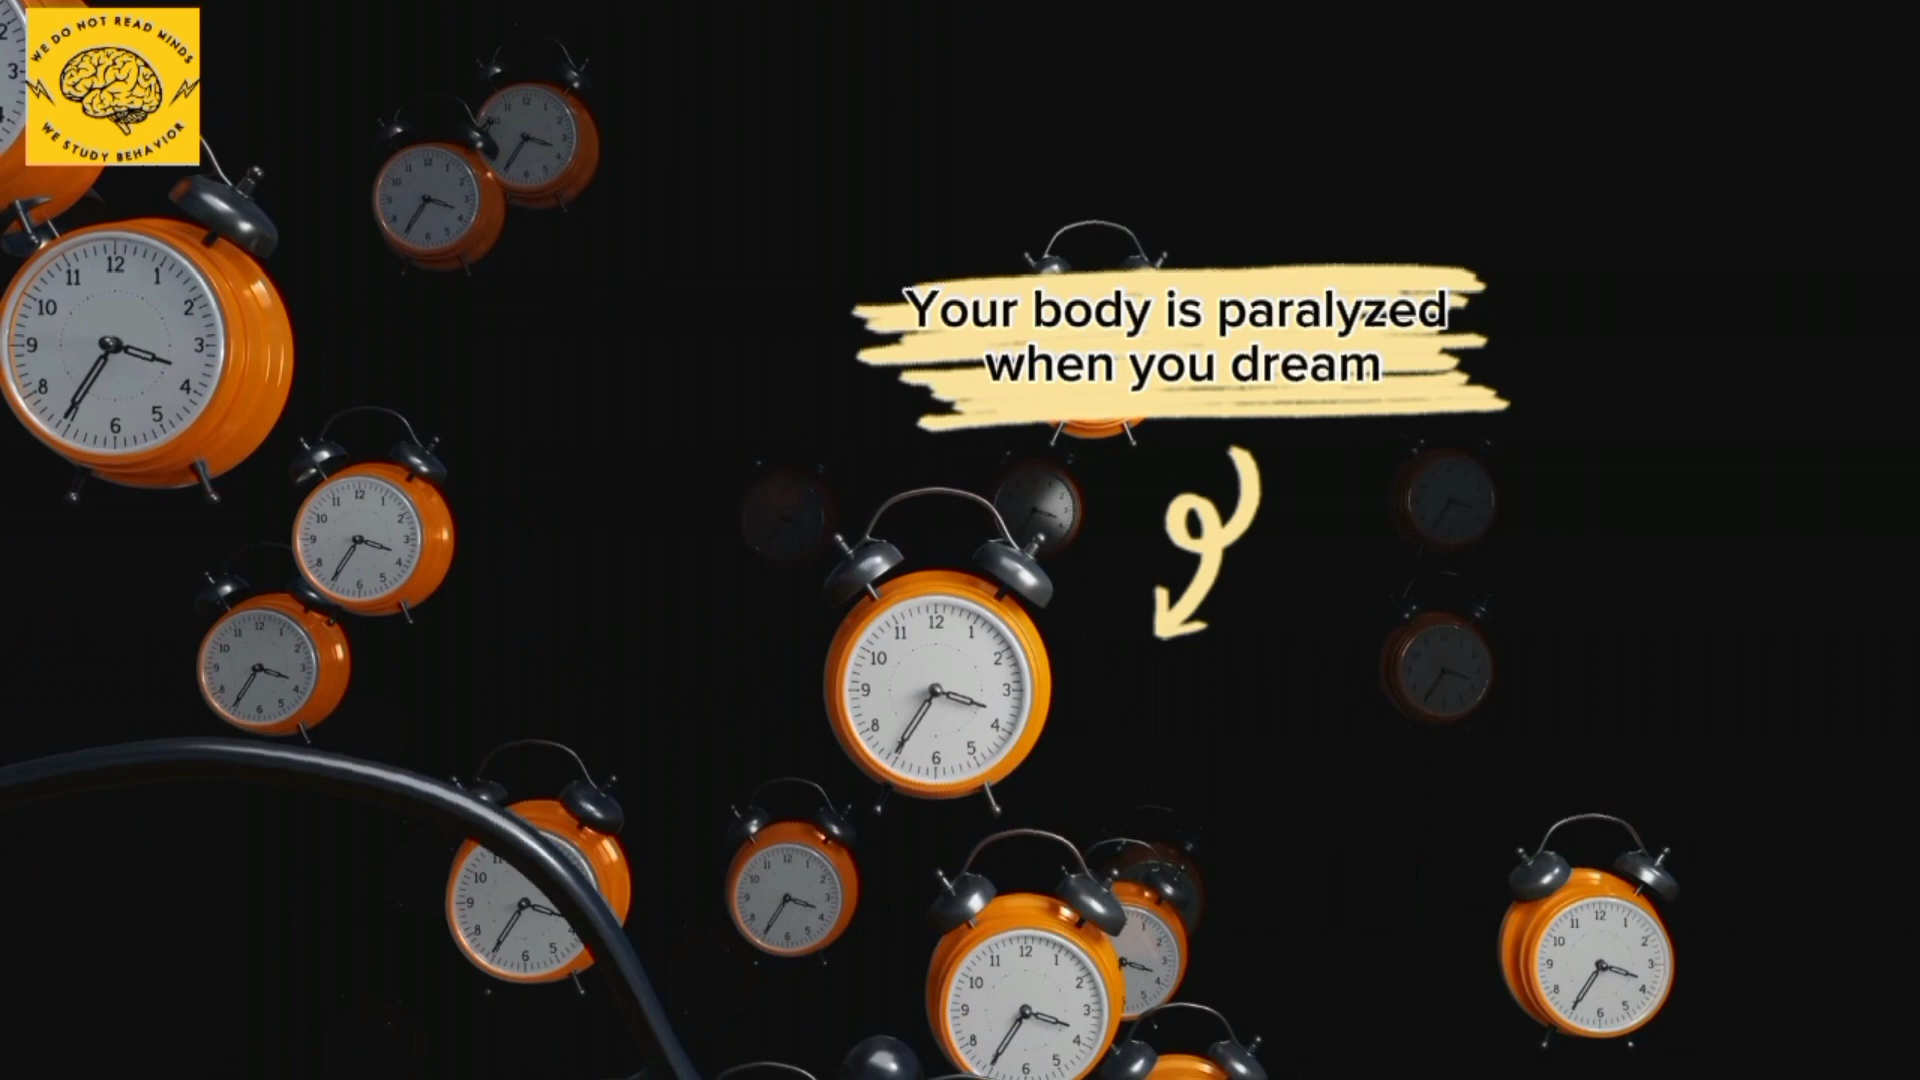 WE DO NOT READ MINDS
WE STUDY BEHAVIOR
Your body is paralyzed
when you dream